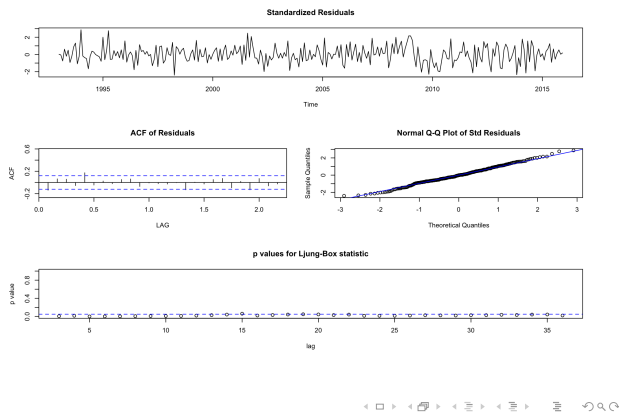 Standardized Residuals
-2 0 2
1995 2000 2005 2010 2015
Time
ACF of Residuals
ACF
-0.2 0.2 0.6
0.0 0.5 1.0 1.5 2.0
LAG
Normal Q-Q Plot of Std Residuals
Sample Quantiles
-2 0 2
-3 -2 -1 0 1 2 3
Theoretical Quantiles
p values for Ljung-Box statistic
p value
0.0 0.4 0.8
5 10 15 20 25 30 35
lag